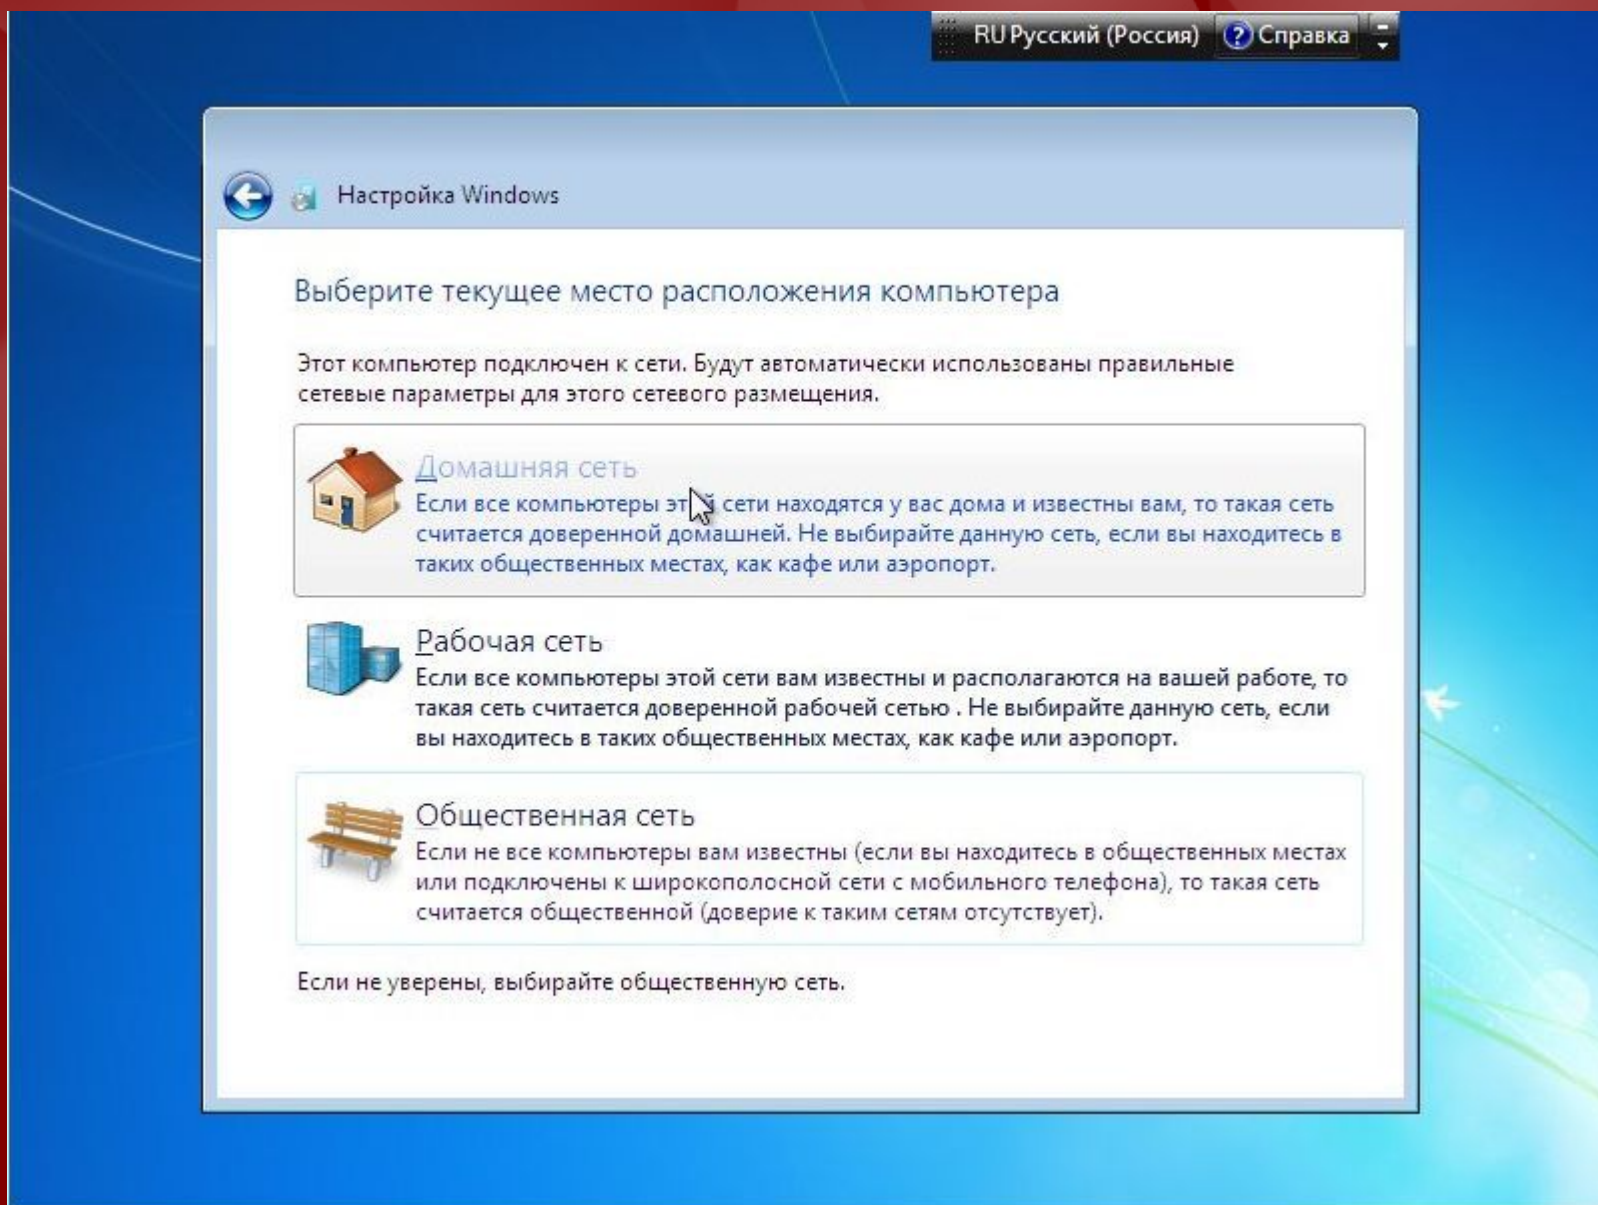 RU Русский (Россия) Справка
Настройка Windows
Выберите текущее место расположения компьютера
Этот компьютер подключен к сети. Будут автоматически использованы правильные
сетевые параметры для этого сетевого размещения.
Домашняя сеть
Если все компьютеры этой сети находятся у вас дома и известны вам, то такая сеть
считается доверенной домашней. Не выбирайте данную сеть, если вы находитесь в
таких общественных местах, как кафе или аэропорт.
Рабочая сеть
Если все компьютеры этой сети вам известны и располагаются на вашей работе, то
такая сеть считается доверенной рабочей сетью . Не выбирайте данную сеть, если
вы находитесь в таких общественных местах, как кафе или аэропорт.
Общественная сеть
Если не все компьютеры вам известны (если вы находитесь в общественных местах
или подключены к широкополосной сети с мобильного телефона), то такая сеть
считается общественной (доверие к таким сетям отсутствует).
Если не уверены, выбирайте общественную сеть.